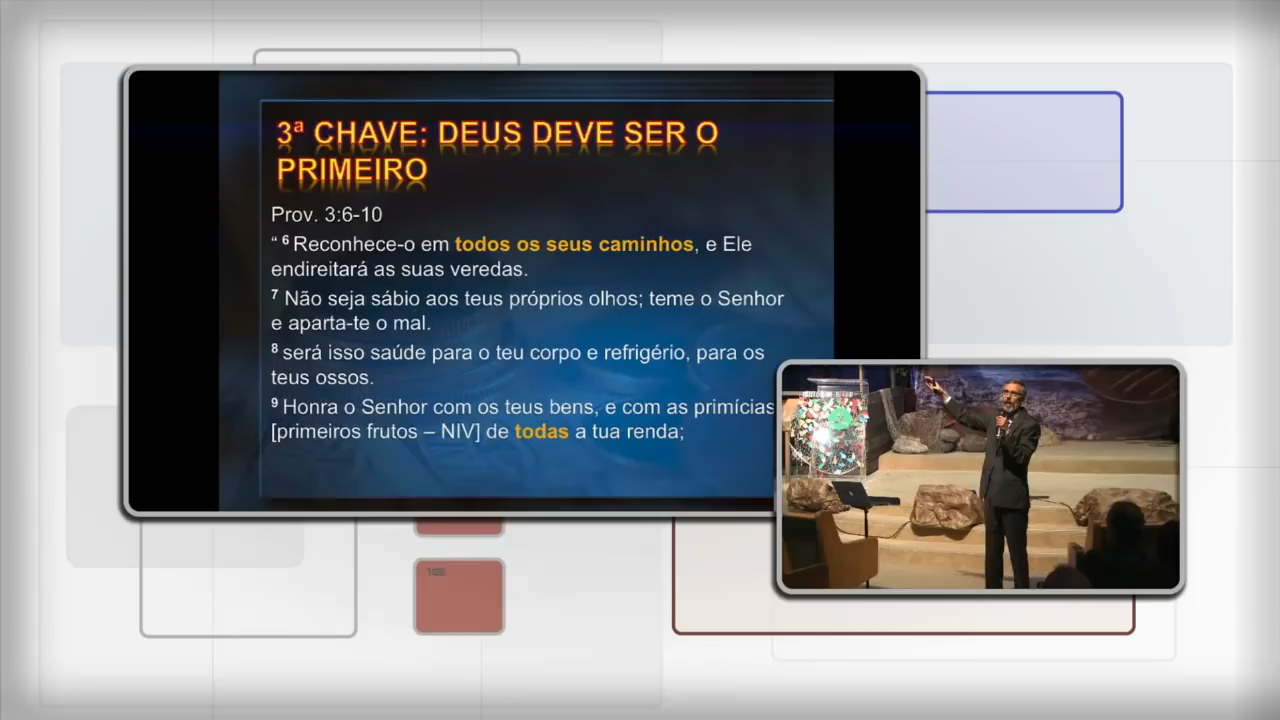 3ª CHAVE: DEUS DEVE SER O
PRIMEIRO
Prov. 3:6-10
“ 6 Reconhece-o em todos os seus caminhos, e Ele
endireitará as suas veredas.
7 Não seja sábio aos teus próprios olhos; teme o Senhor
e aparta-te o mal.
8 será isso saúde para o teu corpo e refrigério, para os
teus ossos.
9 Honra o Senhor com os teus bens, e com as primícias
[primeiros frutos – NIV] de todas a tua renda;